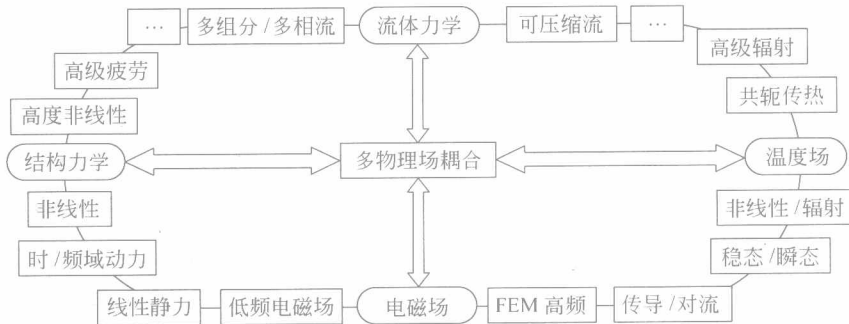 …
多组分/多相流
流体力学
可压缩流
…
高级辐射
高级疲劳
共轭传热
高度非线性
结构力学
多物理场耦合
温度场
非线性
非线性/辐射
时/频域动力
稳态/瞬态
线性静力
低频电磁场
电磁场
FEM 高频
传导/对流